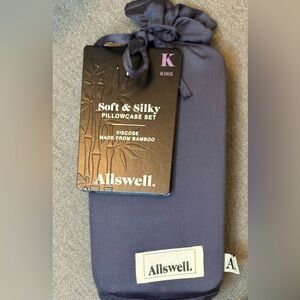 K
KING
Soft & Silky
PILLOWCASE SET
VISCOSE
MADE FROM BAMBOO
Allswell.
Allswell.
A